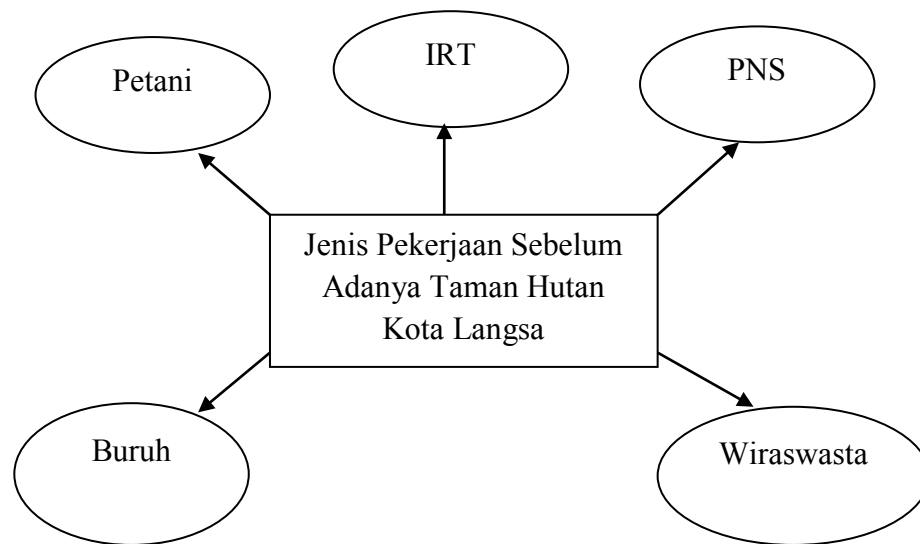 Petani
IRT
PNS
Jenis Pekerjaan Sebelum
Adanya Taman Hutan
Kota Langsa
Buruh
Wiraswasta